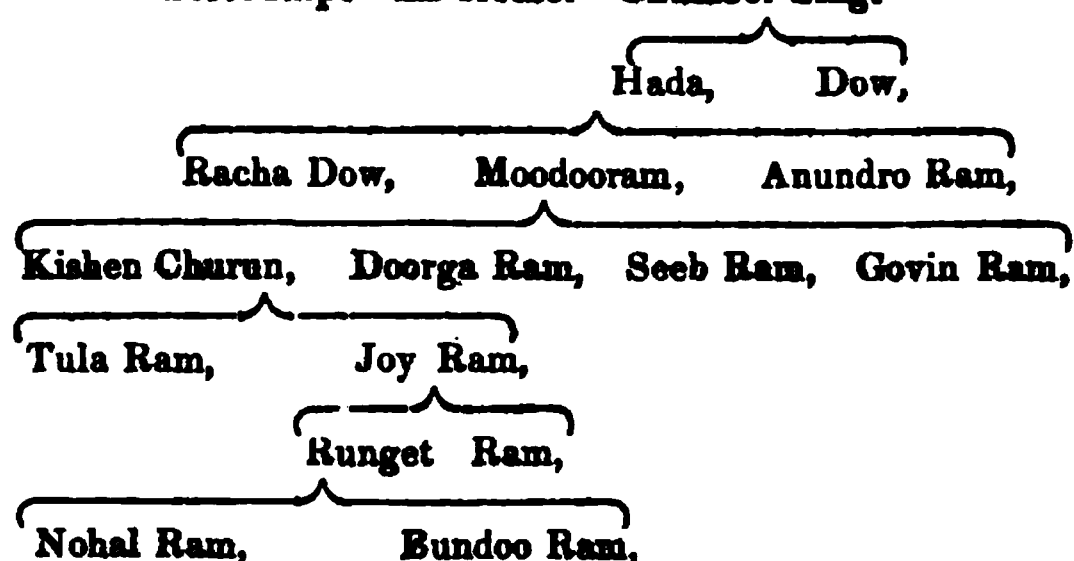 Hada, Dow,
Racha Dow, Moodooram, Anundro Ram,
Kishen Churun, Doorga Ram, Seeb Ram, Govin Ram,
Tula Ram, Joy Ram,
Runget Ram,
Nohal Ram, Bundoo Ram,